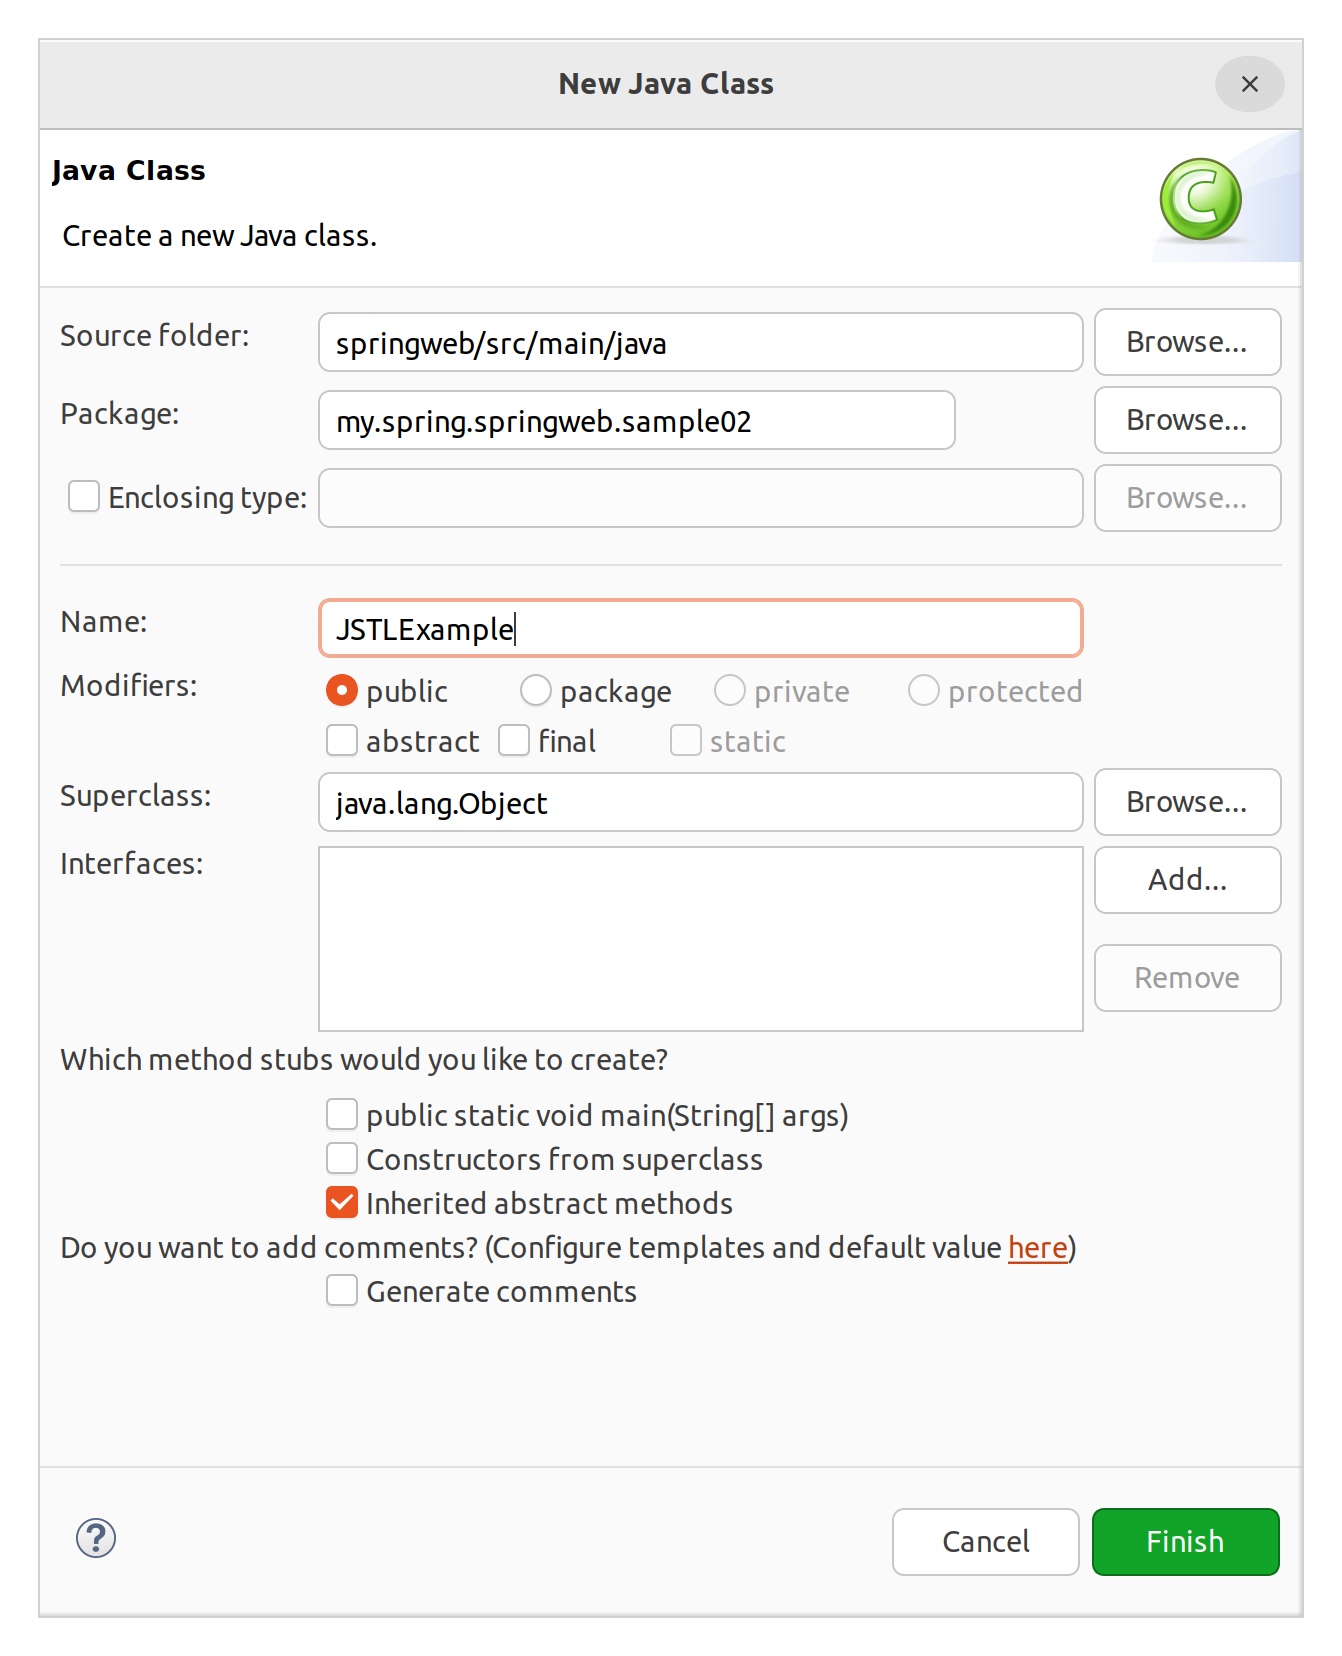 New Java Class
Java Class
Create a new Java class.
C
Source folder: springweb/src/main/java Browse...
Package: my.spring.springweb.sample02 Browse...
Enclosing type: Browse...
Name: JSTLExample
Modifiers: public package private protected
abstract final static
Superclass: java.lang.Object Browse...
Interfaces: Add...
Remove
Which method stubs would you like to create?
public static void main(String[] args)
Constructors from superclass
Inherited abstract methods
Do you want to add comments? (Configure templates and default value here)
Generate comments
? Cancel Finish